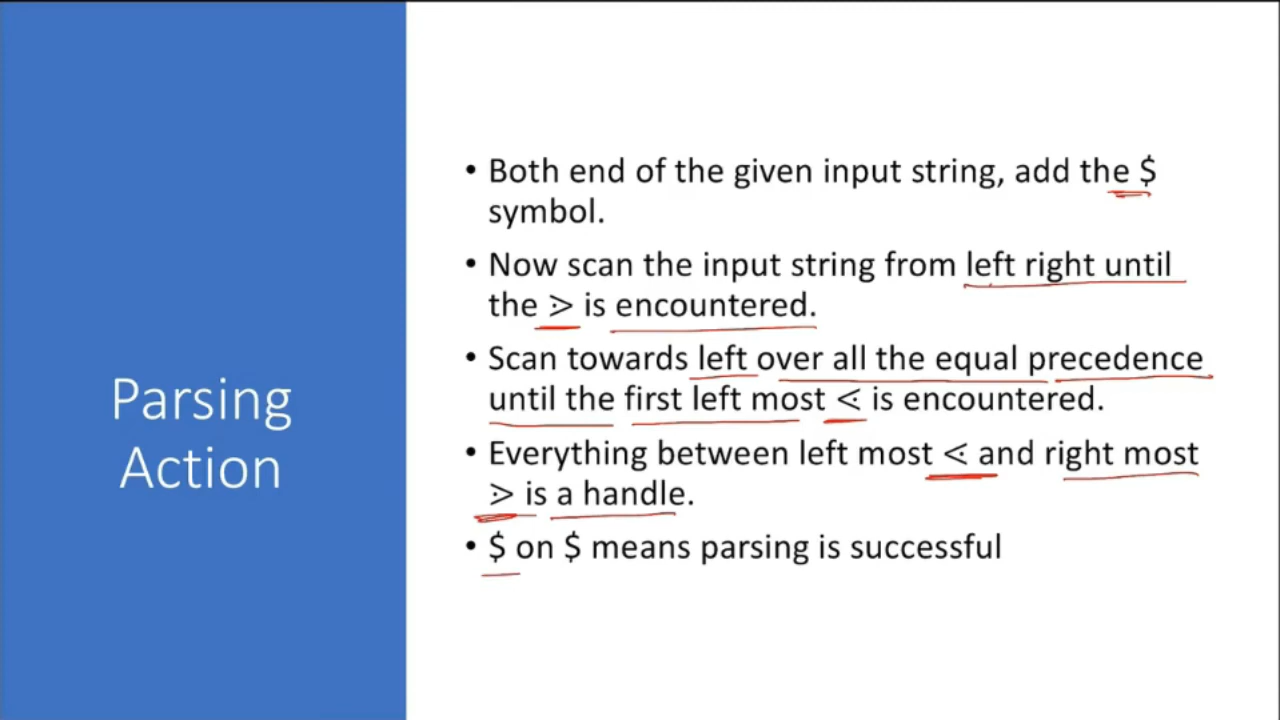 Parsing
Action
• Both end of the given input string, add the $
symbol.
• Now scan the input string from left right until
the ⋗ is encountered.
• Scan towards left over all the equal precedence
until the first left most ⋖ is encountered.
• Everything between left most ⋖ and right most
⋗ is a handle.
• $ on $ means parsing is successful